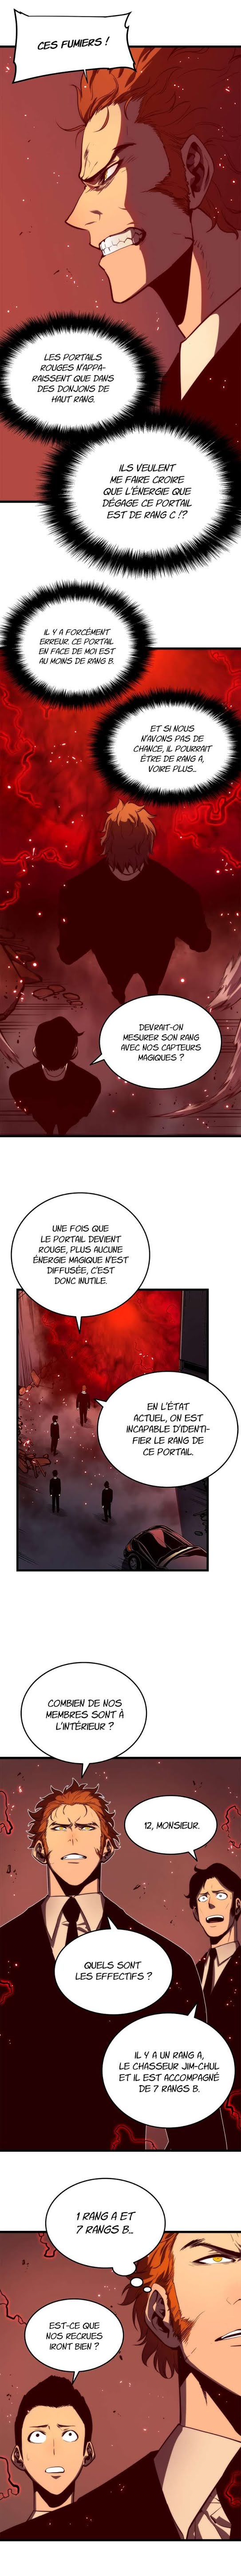 CES FUMIERS !
LES PORTAILS
ROUGES N'APPA-
RAISSENT QUE DANS
DES DONJONS DE
HAUT RANG.
ILS VEULENT
ME FAIRE CROIRE
QUE L'ÉNERGIE QUE
DÉGAGE CE PORTAIL
EST DE RANG C !?
IL Y A FORCÉMENT
ERREUR. CE PORTAIL
EN FACE DE MOI EST
AU MOINS DE RANG B.
ET SI NOUS
N'AVONS PAS DE
CHANCE, IL POURRAIT
ÊTRE DE RANG A,
VOIRE PLUS...
DEVRAIT-ON
MESURER SON RANG
AVEC NOS CAPTEURS
MAGIQUES ?
UNE FOIS QUE
LE PORTAIL DEVIENT
ROUGE, PLUS AUCUNE
ÉNERGIE MAGIQUE N'EST
DIFFUSÉE, C'EST
DONC INUTILE.
EN L'ÉTAT
ACTUEL, ON EST
INCAPABLE D'IDENTI-
FIER LE RANG DE
CE PORTAIL.
COMBIEN DE NOS
MEMBRES SONT À
L'INTÉRIEUR ?
12, MONSIEUR.
QUELS SONT
LES EFFECTIFS ?
IL Y A UN RANG A,
LE CHASSEUR JIM-CHUL
ET IL EST ACCOMPAGNÉ
DE 7 RANGS B.
1 RANG A ET
7 RANGS B...
EST-CE QUE
NOS RECRUES
IRONT BIEN ?